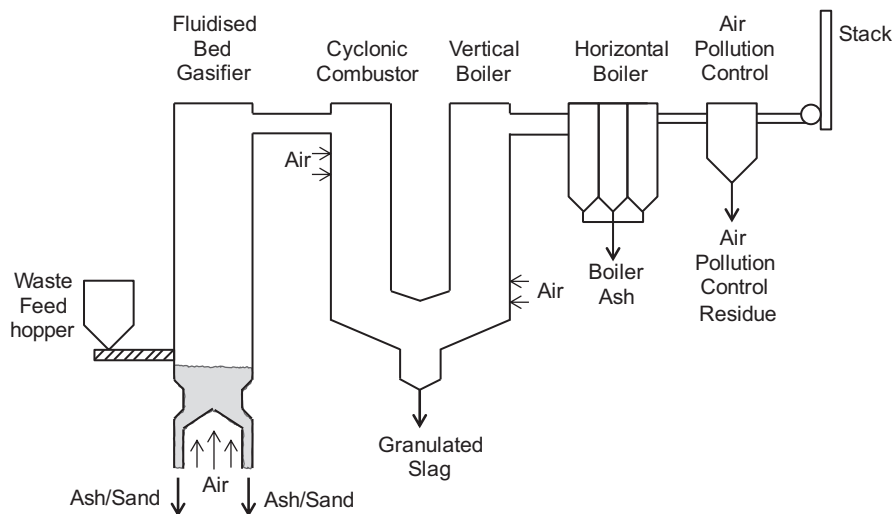 Fluidised
Bed
Gasifier
Cyclonic
Combustor
Vertical
Boiler
Horizontal
Boiler
Air
Pollution
Control
Stack
Air
Waste
Feed
hopper
Air
Boiler
Ash
Air
Pollution
Control
Residue
Granulated
Slag
Ash/Sand
Air
Ash/Sand